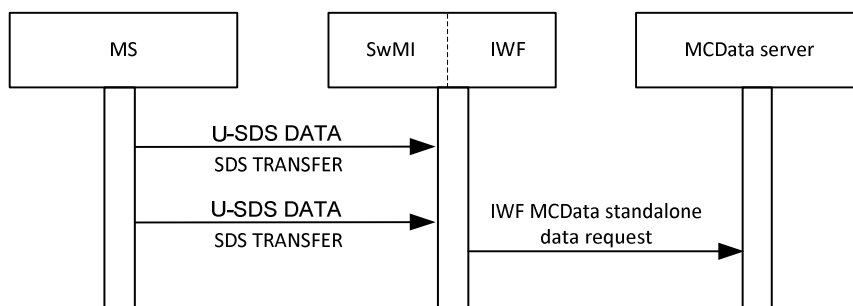 MS
SwMI
IWF
MCData server
U-SDS DATA
SDS TRANSFER
U-SDS DATA
SDS TRANSFER
IWF MCData standalone
data request